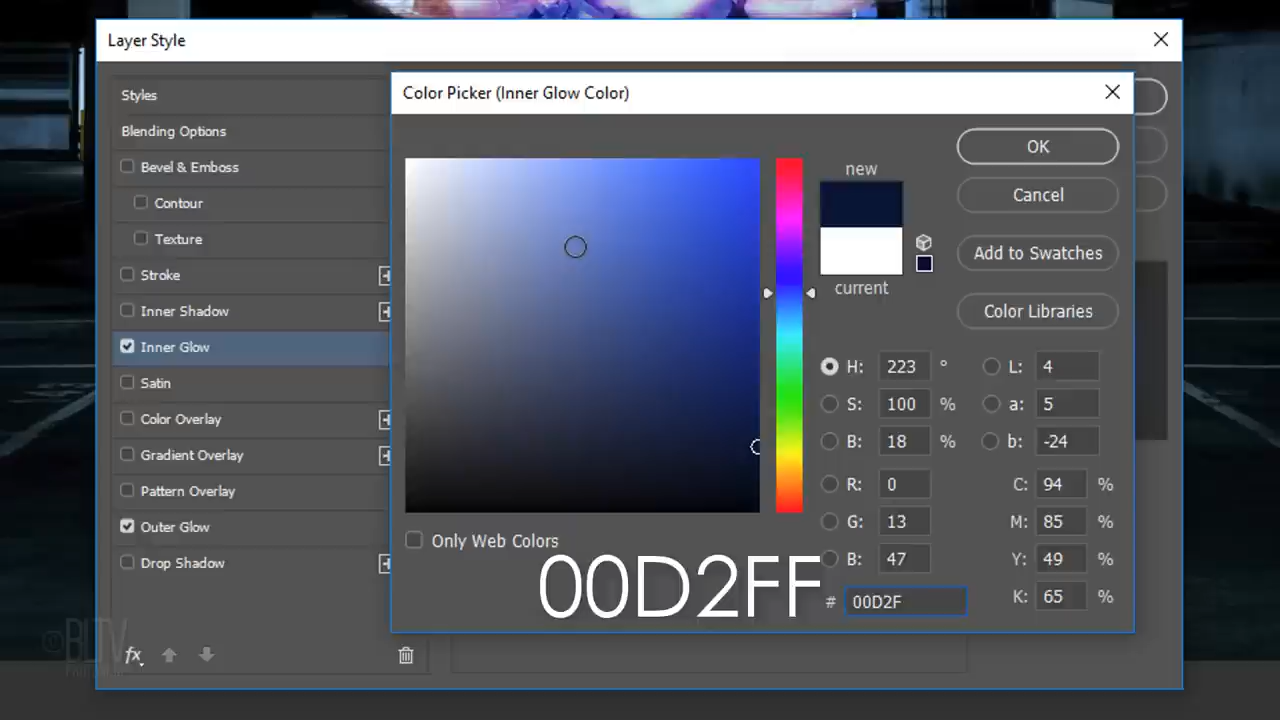 Layer Style
Color Picker (Inner Glow Color)
Styles
Blending Options
Bevel & Emboss
Contour
Texture
Stroke
Inner Shadow
Inner Glow
Satin
Color Overlay
Gradient Overlay
Pattern Overlay
Outer Glow
Drop Shadow
fx
new
current
OK
Cancel
Add to Swatches
Color Libraries
H: 223 °
S: 100 %
B: 18 %
R: 0
G: 13
B: 47
L: 4
a: 5
b: -24
C: 94 %
M: 85 %
Y: 49 %
K: 65 %
# 00D2F
Only Web Colors
00D2FF
BLTV